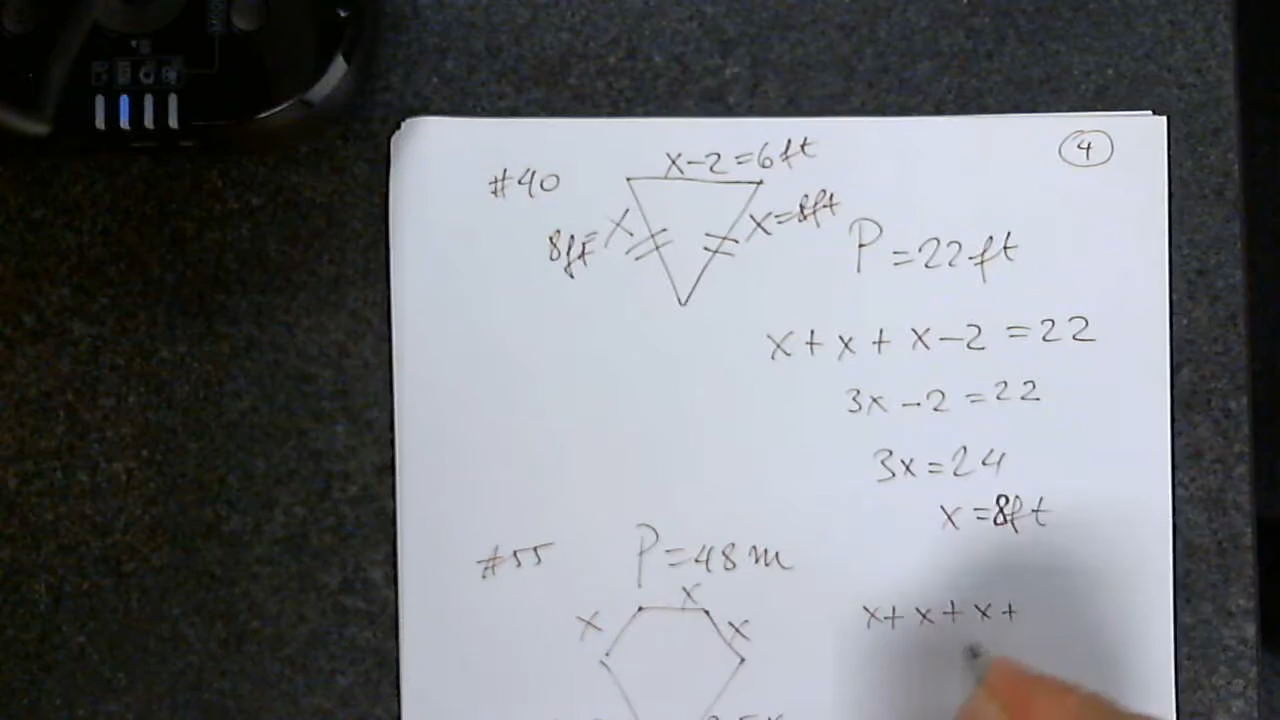 4
#40
x-2=6ft
x
x=8ft
8ft=
P=22ft
x+x+x-2=22
3x-2=22
3x=24
x=8ft
#55
P=48m
x
x
x
x+x+x+